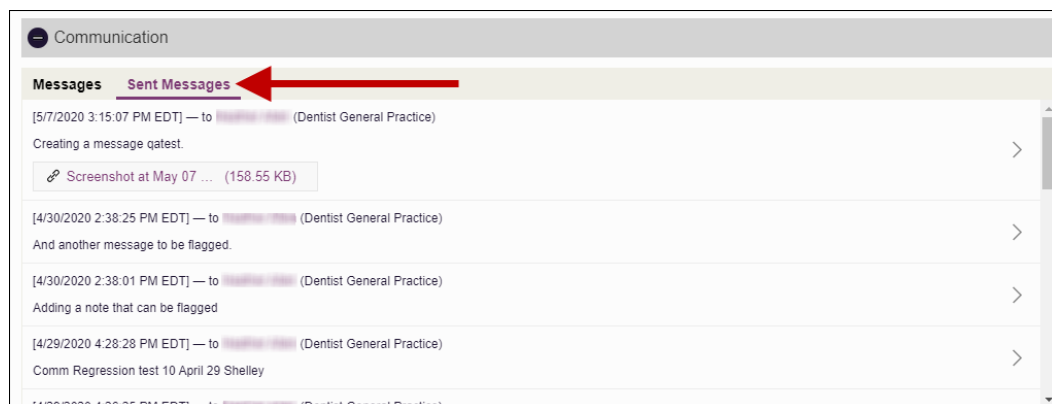 Communication
Messages Sent Messages
[5/7/2020 3:15:07 PM EDT] — to (Dentist General Practice)
Creating a message qatest.
Screenshot at May 07 ... (158.55 KB)
[4/30/2020 2:38:25 PM EDT] — to (Dentist General Practice)
And another message to be flagged.
[4/30/2020 2:38:01 PM EDT] — to (Dentist General Practice)
Adding a note that can be flagged
[4/29/2020 4:28:28 PM EDT] — to (Dentist General Practice)
Comm Regression test 10 April 29 Shelley